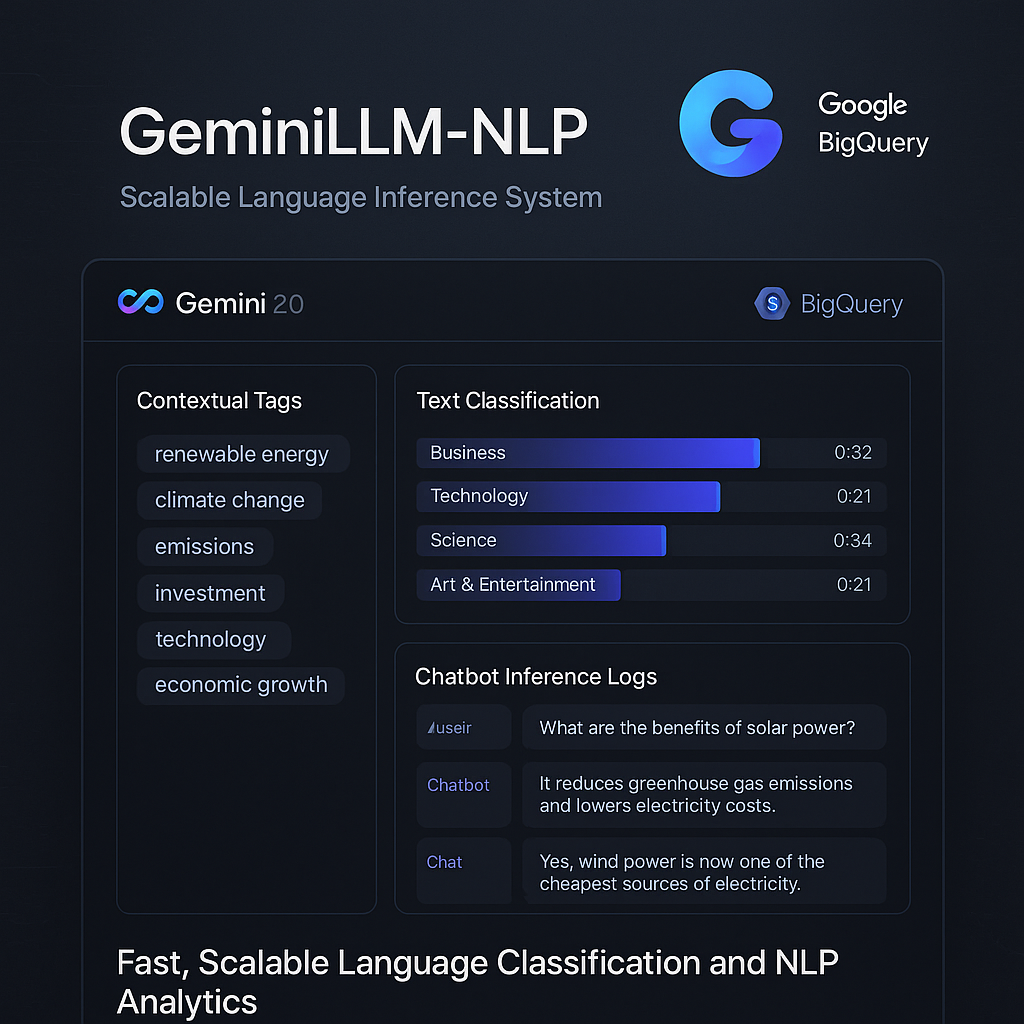 GeminiLLM-NLP
Scalable Language Inference System
Google
BigQuery
Gemini 20
BigQuery
Contextual Tags
renewable energy
climate change
emissions
investment
technology
economic growth
Text Classification
Business 0:32
Technology 0:21
Science 0:34
Art & Entertainment 0:21
Chatbot Inference Logs
useir
What are the benefits of solar power?
Chatbot
It reduces greenhouse gas emissions
and lowers electricity costs.
Chat
Yes, wind power is now one of the
cheapest sources of electricity.
Fast, Scalable Language Classification and NLP
Analytics